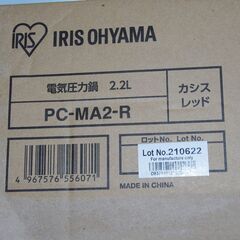 IRIS IRIS OHYAMA
電気圧力鍋 2.2L
カシス
レッド
PC-MA2-R
ロットNo. Lot No.
Lot No.210622
For manufacture only
MADE IN CHINA
4 967576 556071